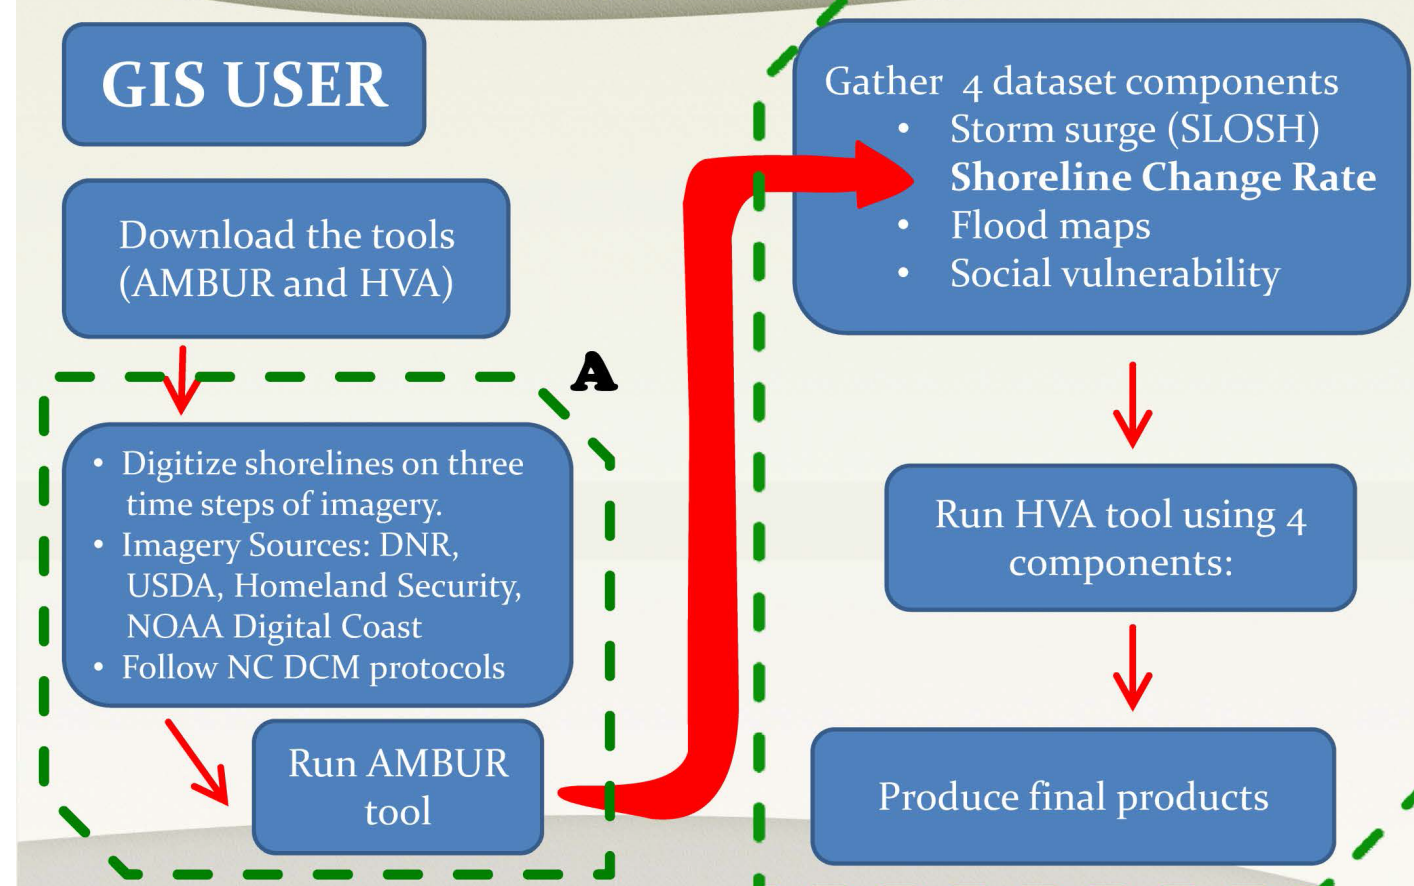 GIS USER
Download the tools
(AMBUR and HVA)
A
• Digitize shorelines on three
time steps of imagery.
• Imagery Sources: DNR,
USDA, Homeland Security,
NOAA Digital Coast
• Follow NC DCM protocols
Run AMBUR
tool
Gather 4 dataset components
• Storm surge (SLOSH)
Shoreline Change Rate
• Flood maps
• Social vulnerability
Run HVA tool using 4
components:
Produce final products